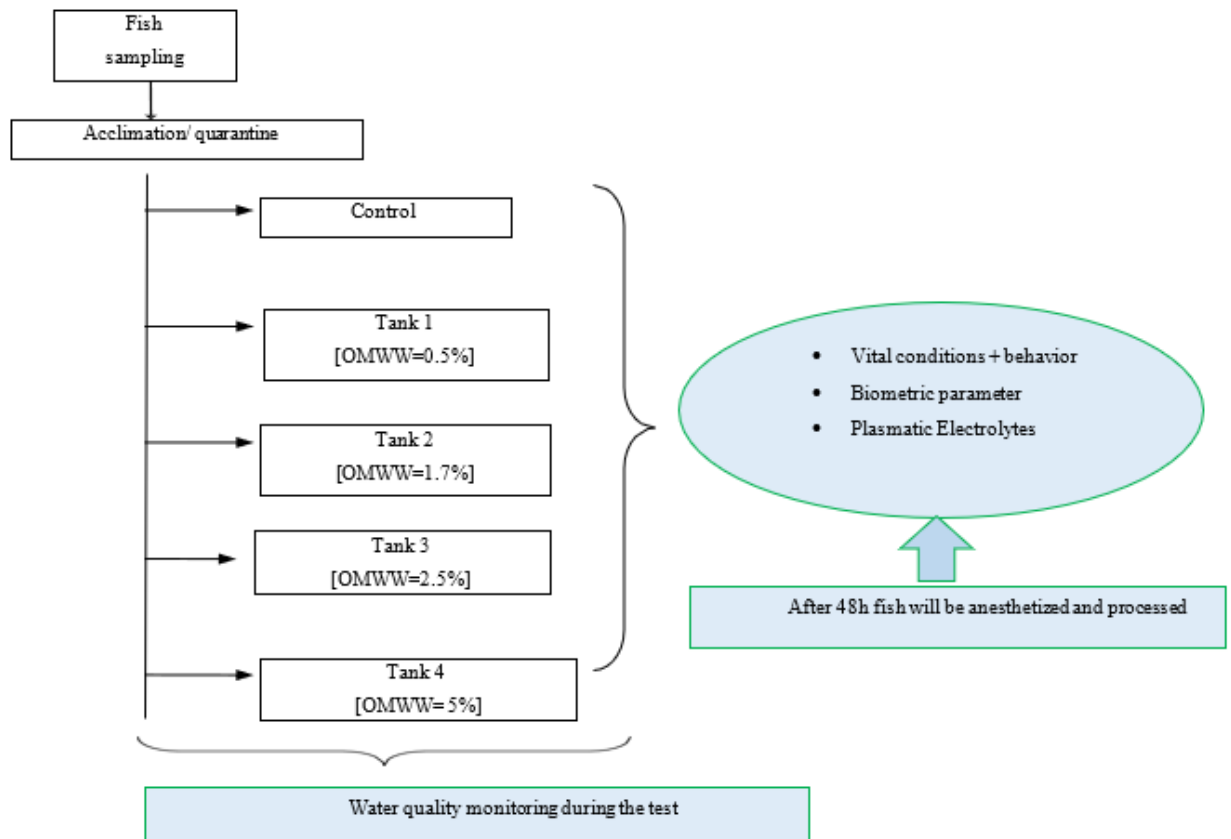 Fish
sampling
Acclimation/ quarantine
Control
Tank 1
[OMWW=0.5%]
Tank 2
[OMWW=1.7%]
Tank 3
[OMWW=2.5%]
Tank 4
[OMWW= 5%]
• Vital conditions + behavior
• Biometric parameter
• Plasmatic Electrolytes
After 48h fish will be anesthetized and processed
Water quality monitoring during the test